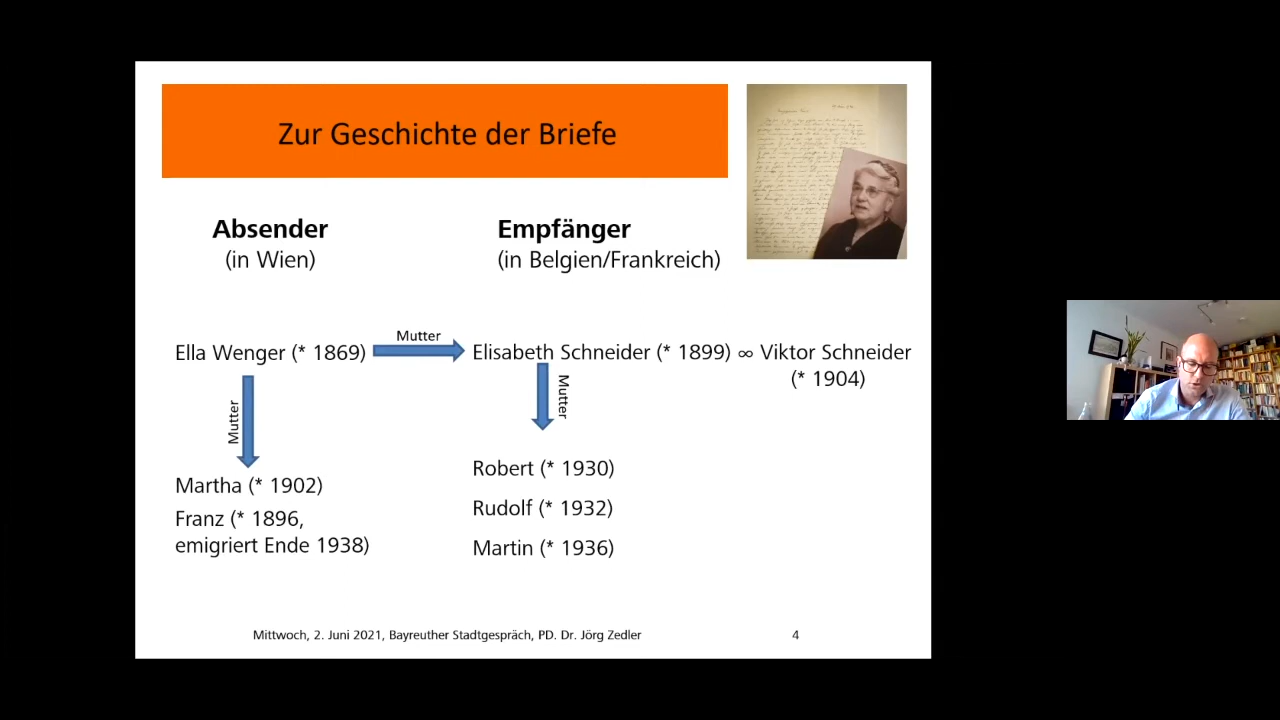 Zur Geschichte der Briefe
Absender
(in Wien)
Empfänger
(in Belgien/Frankreich)
Ella Wenger (* 1869)
Mutter
Elisabeth Schneider (* 1899) ∞ Viktor Schneider
(* 1904)
Mutter
Mutter
Martha (* 1902)
Franz (* 1896,
emigriert Ende 1938)
Robert (* 1930)
Rudolf (* 1932)
Martin (* 1936)
Mittwoch, 2. Juni 2021, Bayreuther Stadtgespräch, PD. Dr. Jörg Zedler
4